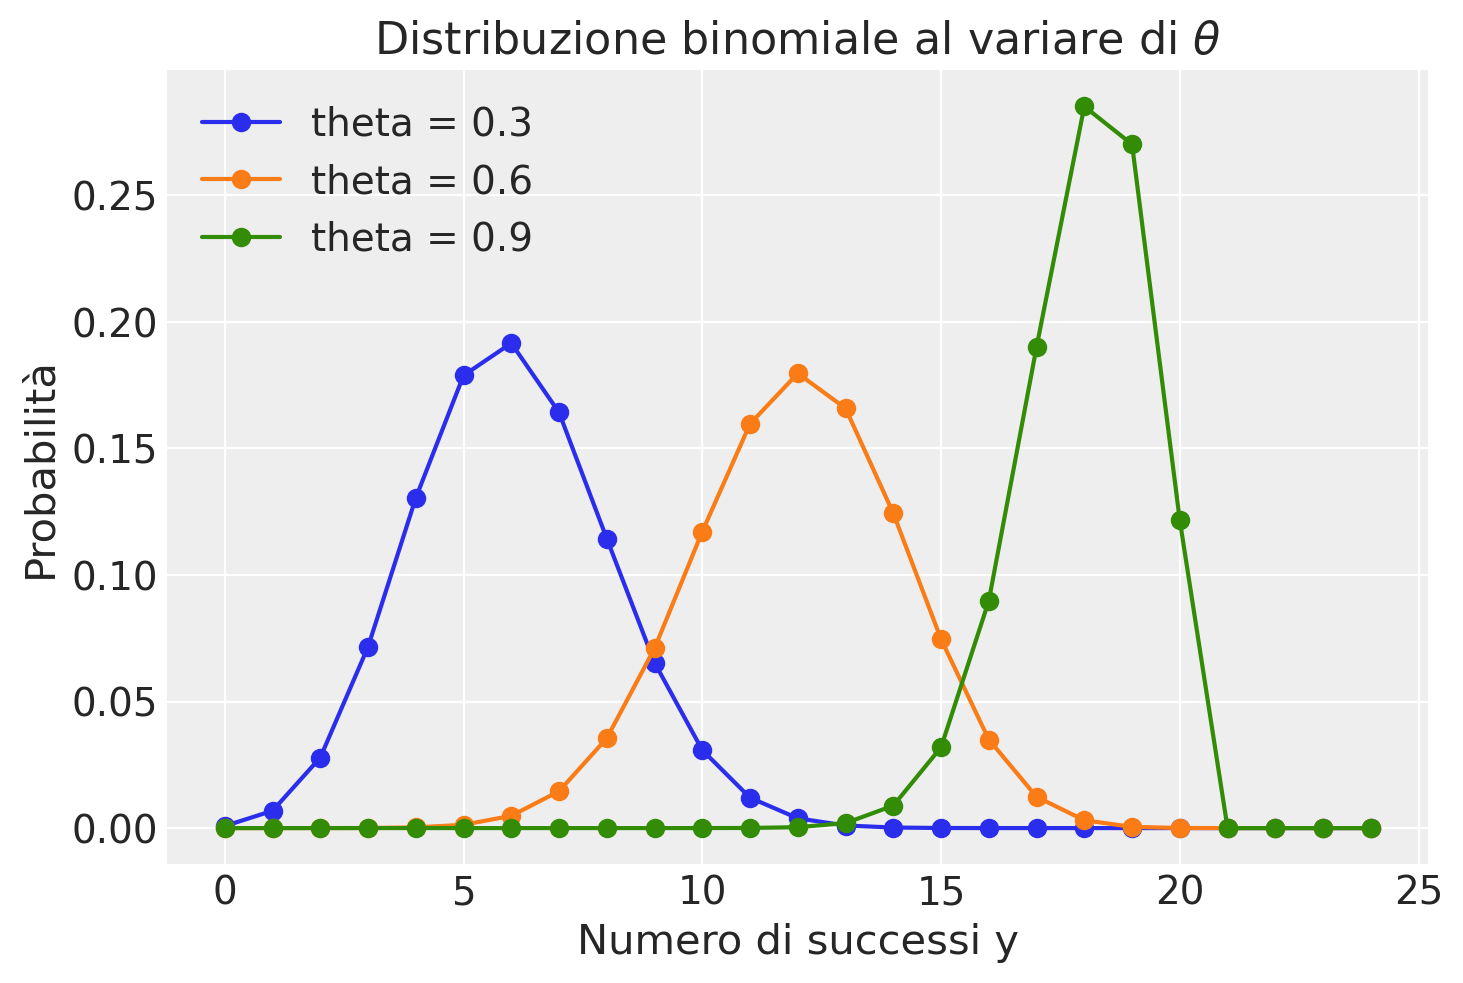 Distribuzione binomiale al variare di θ
theta = 0.3
theta = 0.6
theta = 0.9
Probabilità
0.25
0.20
0.15
0.10
0.05
0.00
0 5 10 15 20 25
Numero di successi y